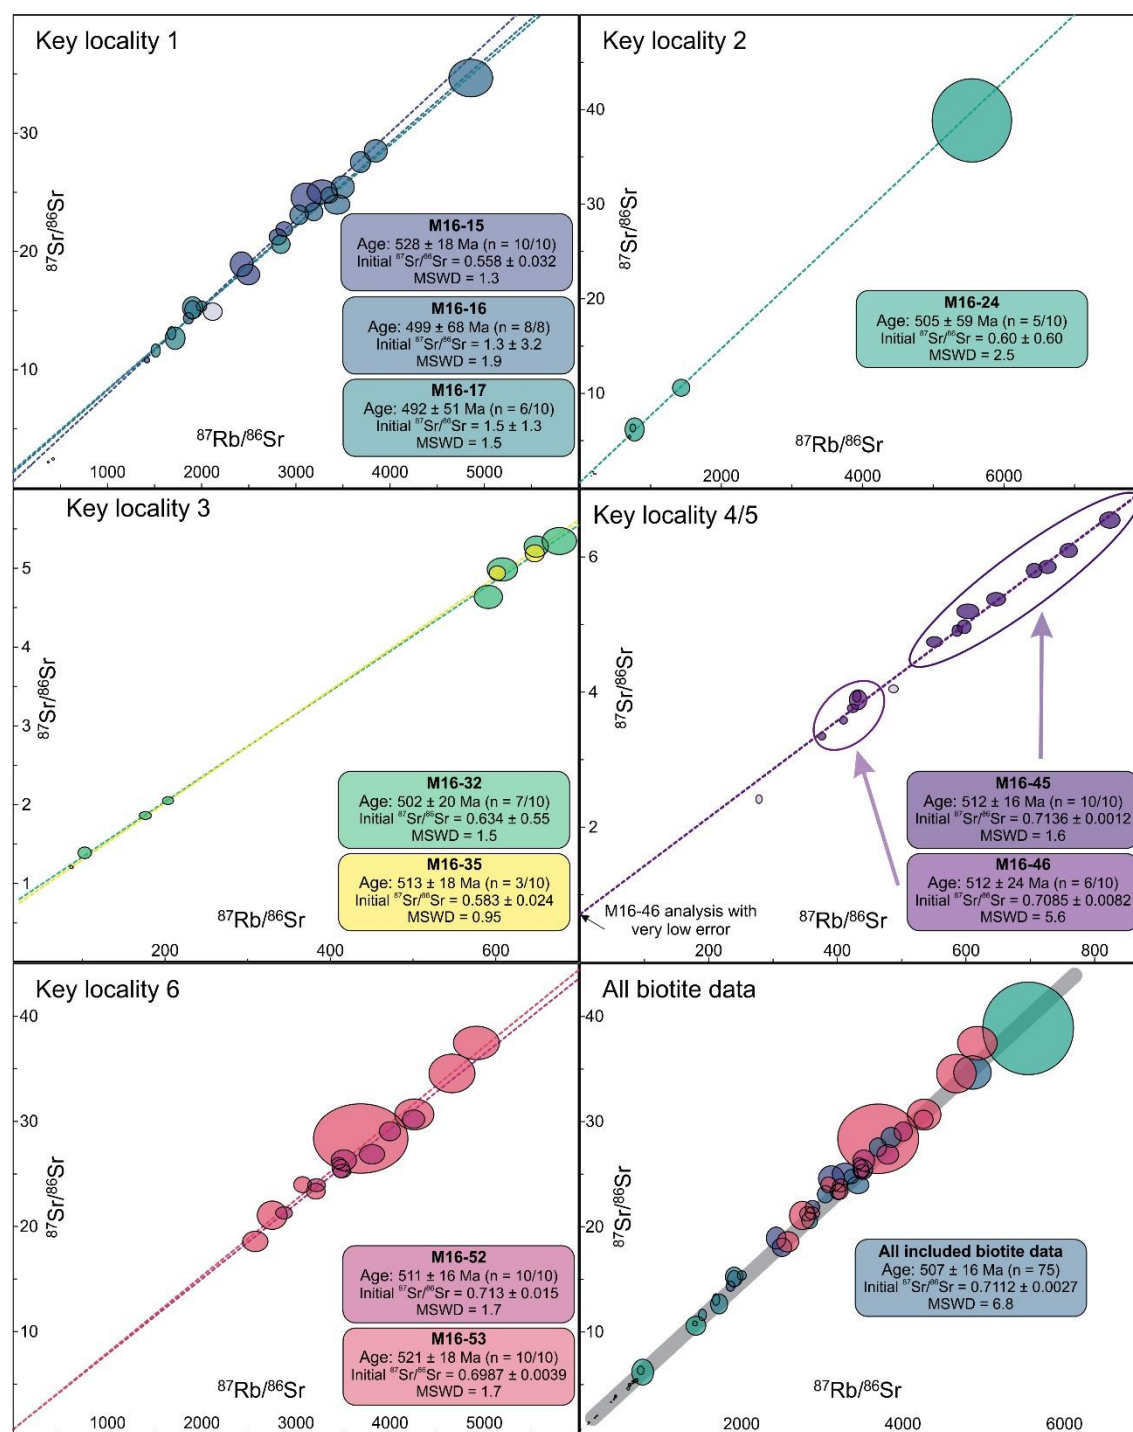 Key locality 1
30
20
10
⁸⁷Sr/⁸⁶Sr
M16-15
Age: 528 ± 18 Ma (n = 10/10)
Initial ⁸⁷Sr/⁸⁶Sr = 0.558 ± 0.032
MSWD = 1.3
M16-16
Age: 499 ± 68 Ma (n = 8/8)
Initial ⁸⁷Sr/⁸⁶Sr = 1.3 ± 3.2
MSWD = 1.9
M16-17
Age: 492 ± 51 Ma (n = 6/10)
Initial ⁸⁷Sr/⁸⁶Sr = 1.5 ± 1.3
MSWD = 1.5
⁸⁷Rb/⁸⁶Sr
1000 2000 3000 4000 5000
Key locality 2
40
30
20
10
⁸⁷Sr/⁸⁶Sr
M16-24
Age: 505 ± 59 Ma (n = 5/10)
Initial ⁸⁷Sr/⁸⁶Sr = 0.60 ± 0.60
MSWD = 2.5
⁸⁷Rb/⁸⁶Sr
2000 4000 6000
Key locality 3
5
4
3
2
1
⁸⁷Sr/⁸⁶Sr
M16-32
Age: 502 ± 20 Ma (n = 7/10)
Initial ⁸⁷Sr/⁸⁶Sr = 0.634 ± 0.55
MSWD = 1.5
M16-35
Age: 513 ± 18 Ma (n = 3/10)
Initial ⁸⁷Sr/⁸⁶Sr = 0.583 ± 0.024
MSWD = 0.95
⁸⁷Rb/⁸⁶Sr
200 400 600
Key locality 4/5
6
4
2
⁸⁷Sr/⁸⁶Sr
M16-45
Age: 512 ± 16 Ma (n = 10/10)
Initial ⁸⁷Sr/⁸⁶Sr = 0.7136 ± 0.0012
MSWD = 1.6
M16-46
Age: 512 ± 24 Ma (n = 6/10)
Initial ⁸⁷Sr/⁸⁶Sr = 0.7085 ± 0.0082
MSWD = 5.6
M16-46 analysis with
very low error
⁸⁷Rb/⁸⁶Sr
200 400 600 800
Key locality 6
40
30
20
10
⁸⁷Sr/⁸⁶Sr
M16-52
Age: 511 ± 16 Ma (n = 10/10)
Initial ⁸⁷Sr/⁸⁶Sr = 0.713 ± 0.015
MSWD = 1.7
M16-53
Age: 521 ± 18 Ma (n = 10/10)
Initial ⁸⁷Sr/⁸⁶Sr = 0.6987 ± 0.0039
MSWD = 1.7
⁸⁷Rb/⁸⁶Sr
1000 2000 3000 4000 5000
All biotite data
40
30
20
10
⁸⁷Sr/⁸⁶Sr
All included biotite data
Age: 507 ± 16 Ma (n = 75)
Initial ⁸⁷Sr/⁸⁶Sr = 0.7112 ± 0.0027
MSWD = 6.8
⁸⁷Rb/⁸⁶Sr
2000 4000 6000